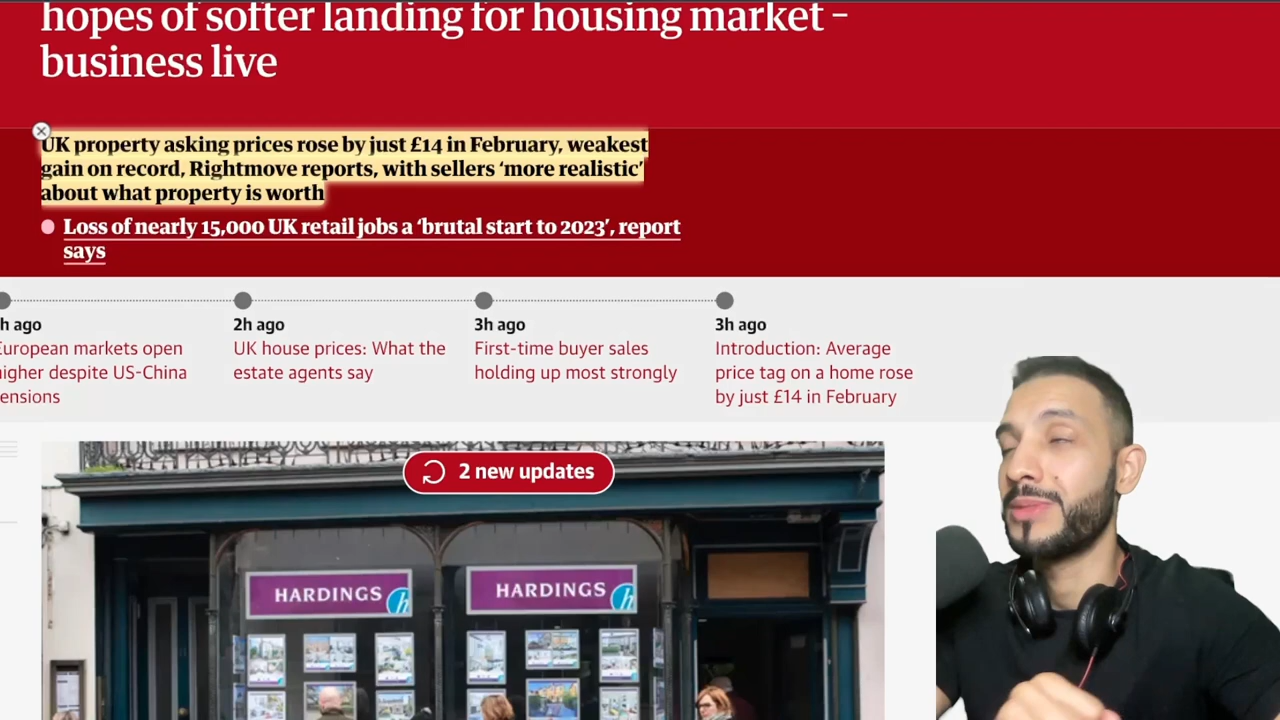 hopes of softer landing for housing market –
business live
UK property asking prices rose by just £14 in February, weakest
gain on record, Rightmove reports, with sellers ‘more realistic’
about what property is worth
Loss of nearly 15,000 UK retail jobs a ‘brutal start to 2023’, report
says
h ago
European markets open
higher despite US-China
tensions
2h ago
UK house prices: What the
estate agents say
3h ago
First-time buyer sales
holding up most strongly
3h ago
Introduction: Average
price tag on a home rose
by just £14 in February
2 new updates
HARDINGS h
HARDINGS h